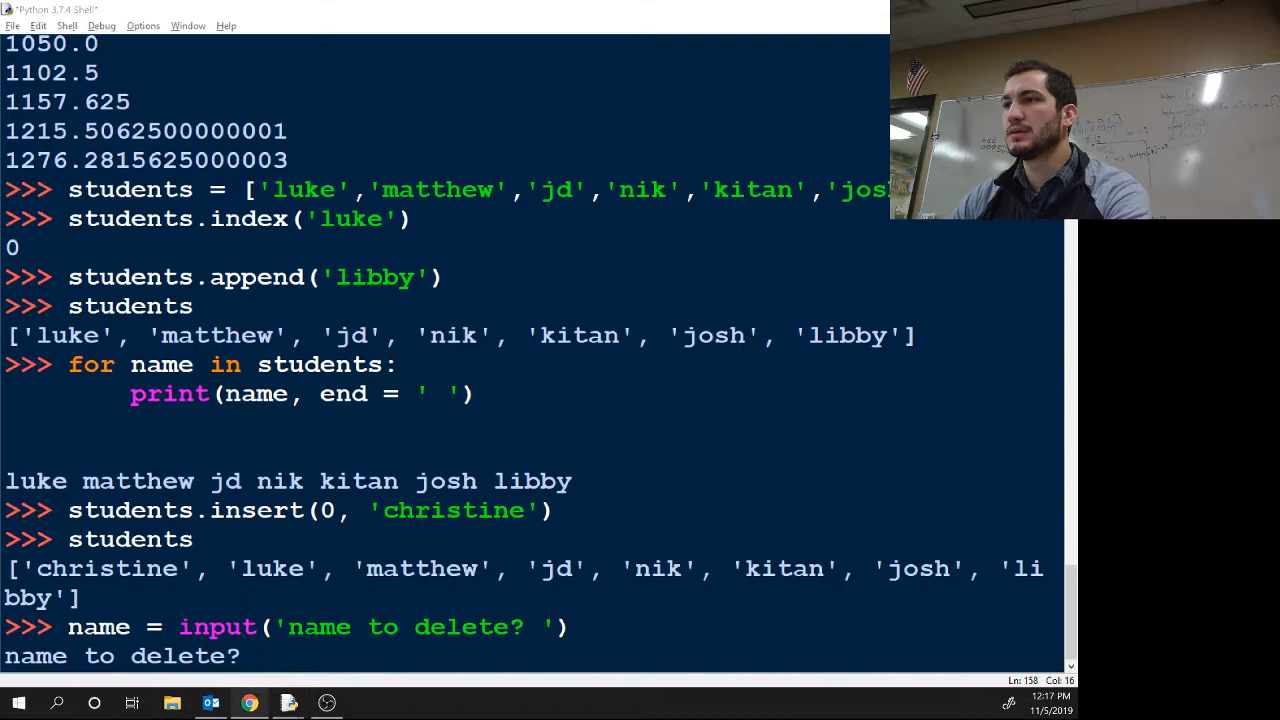 *Python 3.7.4 Shell*
File Edit Shell Debug Options Window Help
1050.0
1102.5
1157.625
1215.5062500000001
1276.2815625000003
>>> students = ['luke','matthew','jd','nik','kitan','jos
>>> students.index('luke')
0
>>> students.append('libby')
>>> students
['luke', 'matthew', 'jd', 'nik', 'kitan', 'josh', 'libby']
>>> for name in students:
print(name, end = ' ')
luke matthew jd nik kitan josh libby
>>> students.insert(0, 'christine')
>>> students
['christine', 'luke', 'matthew', 'jd', 'nik', 'kitan', 'josh', 'li
bby']
>>> name = input('name to delete? ')
name to delete?
Ln: 158 Col: 16
12:17 PM
11/5/2019